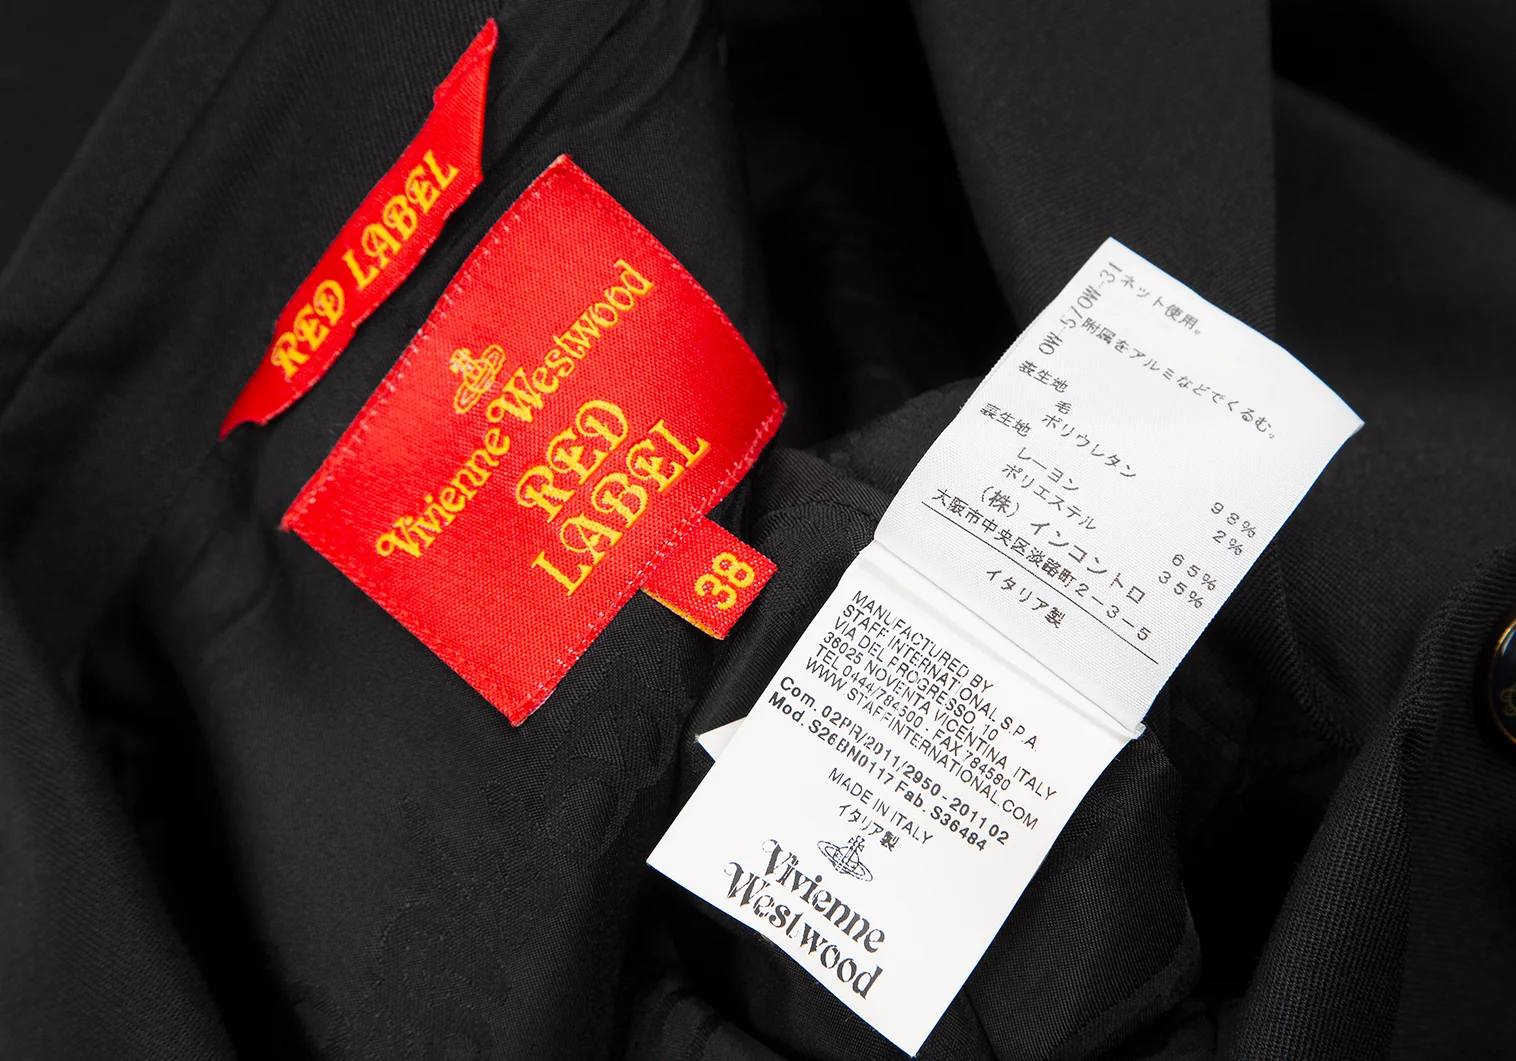 RED LABEL
Vivienne Westwood
RED
LABEL
38
ネット使用。
附属をアルミなどでくるむ。
OW-57OW-31
表生地
毛 98%
ポリウレタン 2%
裏生地
レーヨン 65%
ポリエステル 35%
(株)インコントロ
大阪市中央区淡路町2-3-5
イタリア製
MANUFACTURED BY
STAFF INTERNATIONAL S.P.A.
VIA DEL PROGRESSO, 10
36025 NOVENTA VICENTINA, ITALY
TEL 0444/784500 - FAX 784580
WWW.STAFFINTERNATIONAL.COM
Com. 02PR/2011/2950 - 2011 02
Mod. S26BN0117 Fab. S36484
MADE IN ITALY
イタリア製
Vivienne
Westwood